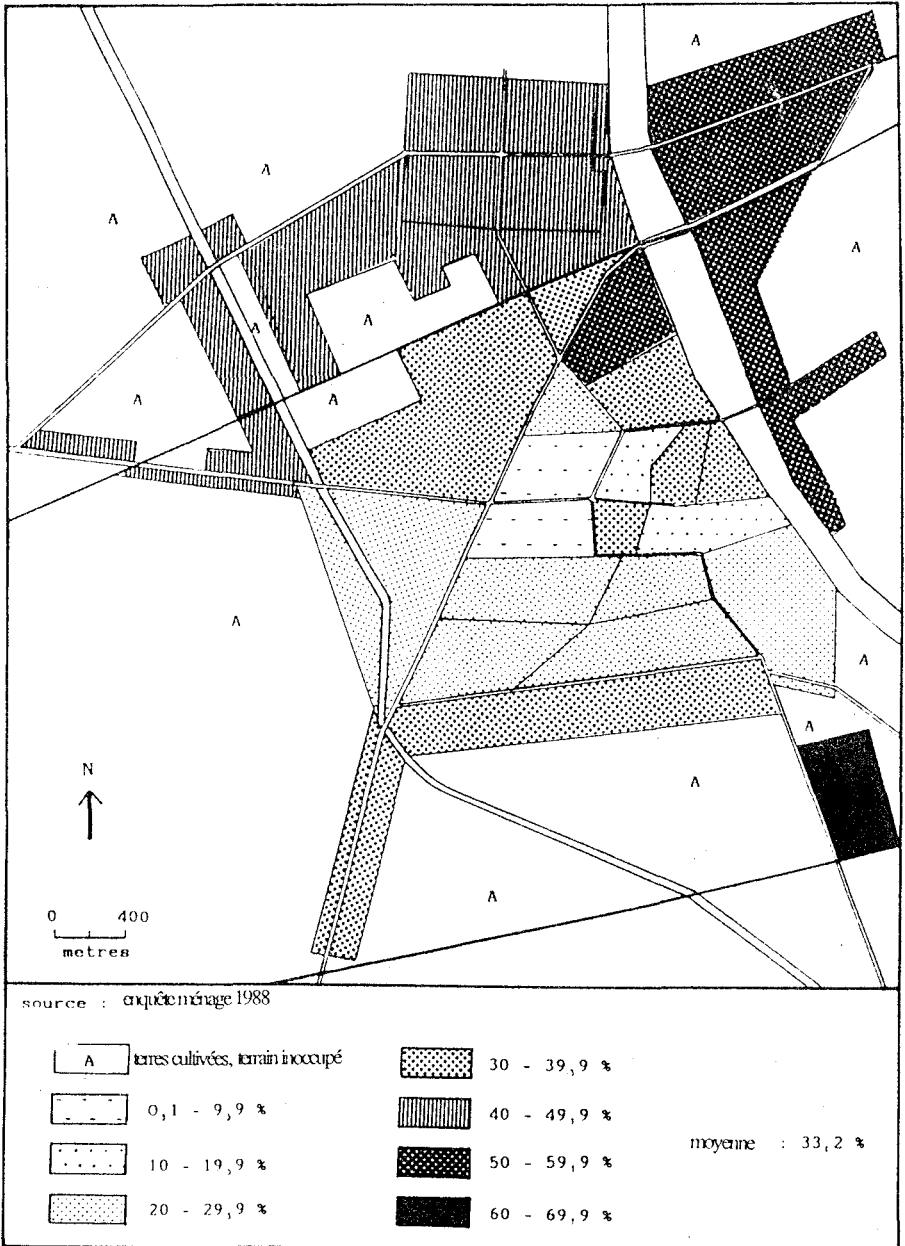 A
A
A
A
A
A
A
A
A
A
A
A
A
A
N
0 400
metres
source : enquête ménage 1988
A terres cultivées, terrain inoccupé
0,1 - 9,9 %
10 - 19,9 %
20 - 29,9 %
30 - 39,9 %
40 - 49,9 %
50 - 59,9 %
60 - 69,9 %
moyenne : 33,2 %